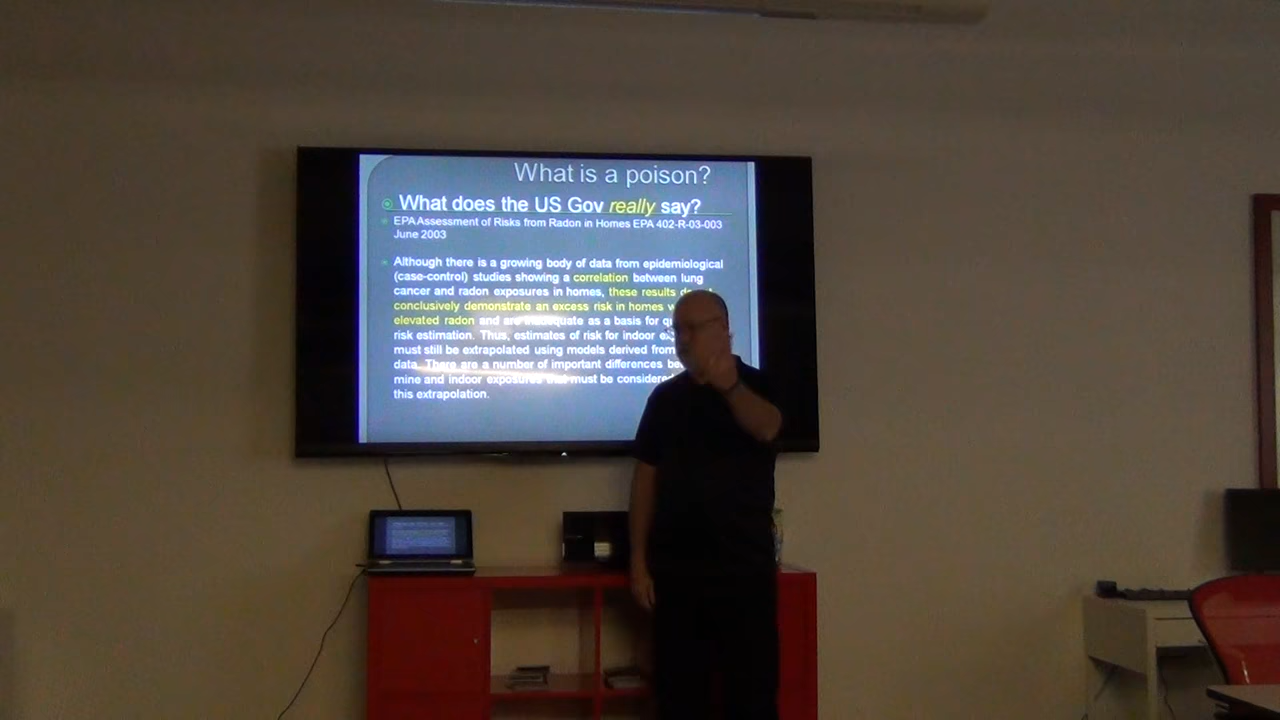 What is a poison?
What does the US Gov really say?
EPA Assessment of Risks from Radon in Homes EPA 402-R-03-003
June 2003
Although there is a growing body of data from epidemiological
(case-control) studies showing a correlation between lung
cancer and radon exposures in homes, these results
conclusively demonstrate an excess risk in homes
elevated radon and are inadequate as a basis for
risk estimation. Thus, estimates of risk for indoor
must still be extrapolated using models derived from
data. There are a number of important differences
mine and indoor exposures that must be considered
this extrapolation.